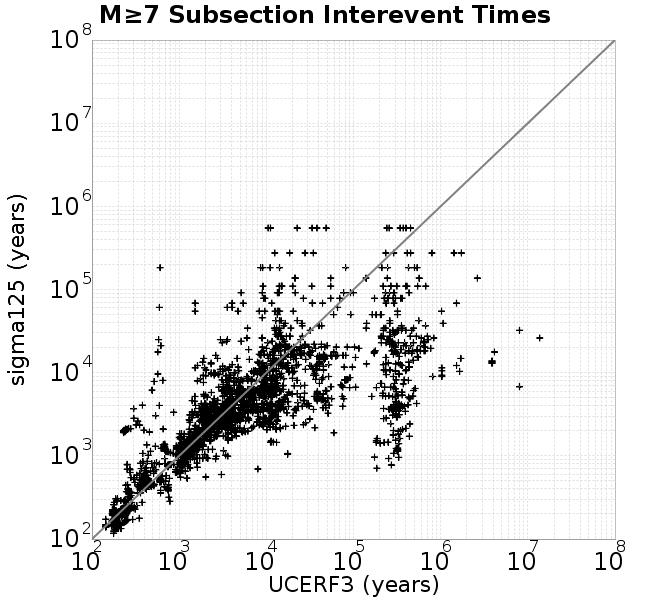 M≥7 Subsection Interevent Times
10^8
10^7
10^6
10^5
10^4
10^3
10^2
sigma125 (years)
10^2 10^3 10^4 10^5 10^6 10^7 10^8
UCERF3 (years)